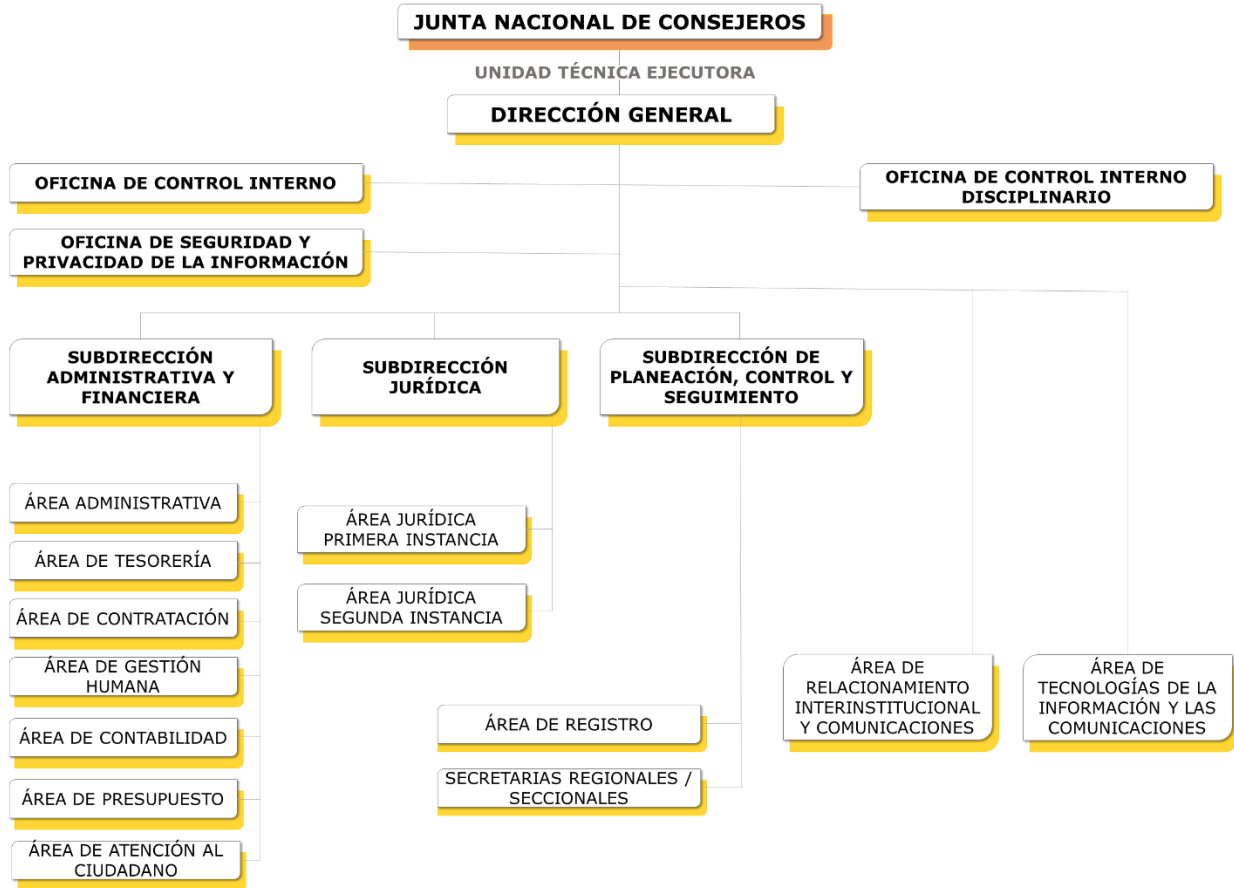 JUNTA NACIONAL DE CONSEJEROS
UNIDAD TÉCNICA EJECUTORA
DIRECCIÓN GENERAL
OFICINA DE CONTROL INTERNO
OFICINA DE CONTROL INTERNO
DISCIPLINARIO
OFICINA DE SEGURIDAD Y
PRIVACIDAD DE LA INFORMACIÓN
SUBDIRECCIÓN
ADMINISTRATIVA Y
FINANCIERA
SUBDIRECCIÓN
JURÍDICA
SUBDIRECCIÓN DE
PLANEACIÓN, CONTROL Y
SEGUIMIENTO
ÁREA ADMINISTRATIVA
ÁREA DE TESORERÍA
ÁREA DE CONTRATACIÓN
ÁREA DE GESTIÓN
HUMANA
ÁREA DE CONTABILIDAD
ÁREA DE PRESUPUESTO
ÁREA DE ATENCIÓN AL
CIUDADANO
ÁREA JURÍDICA
PRIMERA INSTANCIA
ÁREA JURÍDICA
SEGUNDA INSTANCIA
ÁREA DE REGISTRO
SECRETARIAS REGIONALES /
SECCIONALES
ÁREA DE
RELACIONAMIENTO
INTERINSTITUCIONAL
Y COMUNICACIONES
ÁREA DE
TECNOLOGÍAS DE LA
INFORMACIÓN Y LAS
COMUNICACIONES